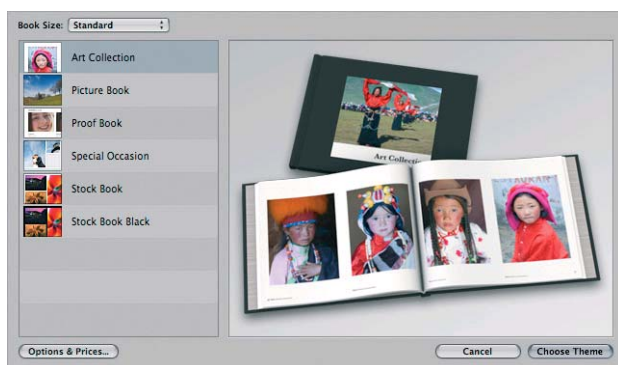 Book Size: Standard
Art Collection
Picture Book
Proof Book
Special Occasion
Stock Book
Stock Book Black
Art Collection
Options & Prices...
Cancel
Choose Theme